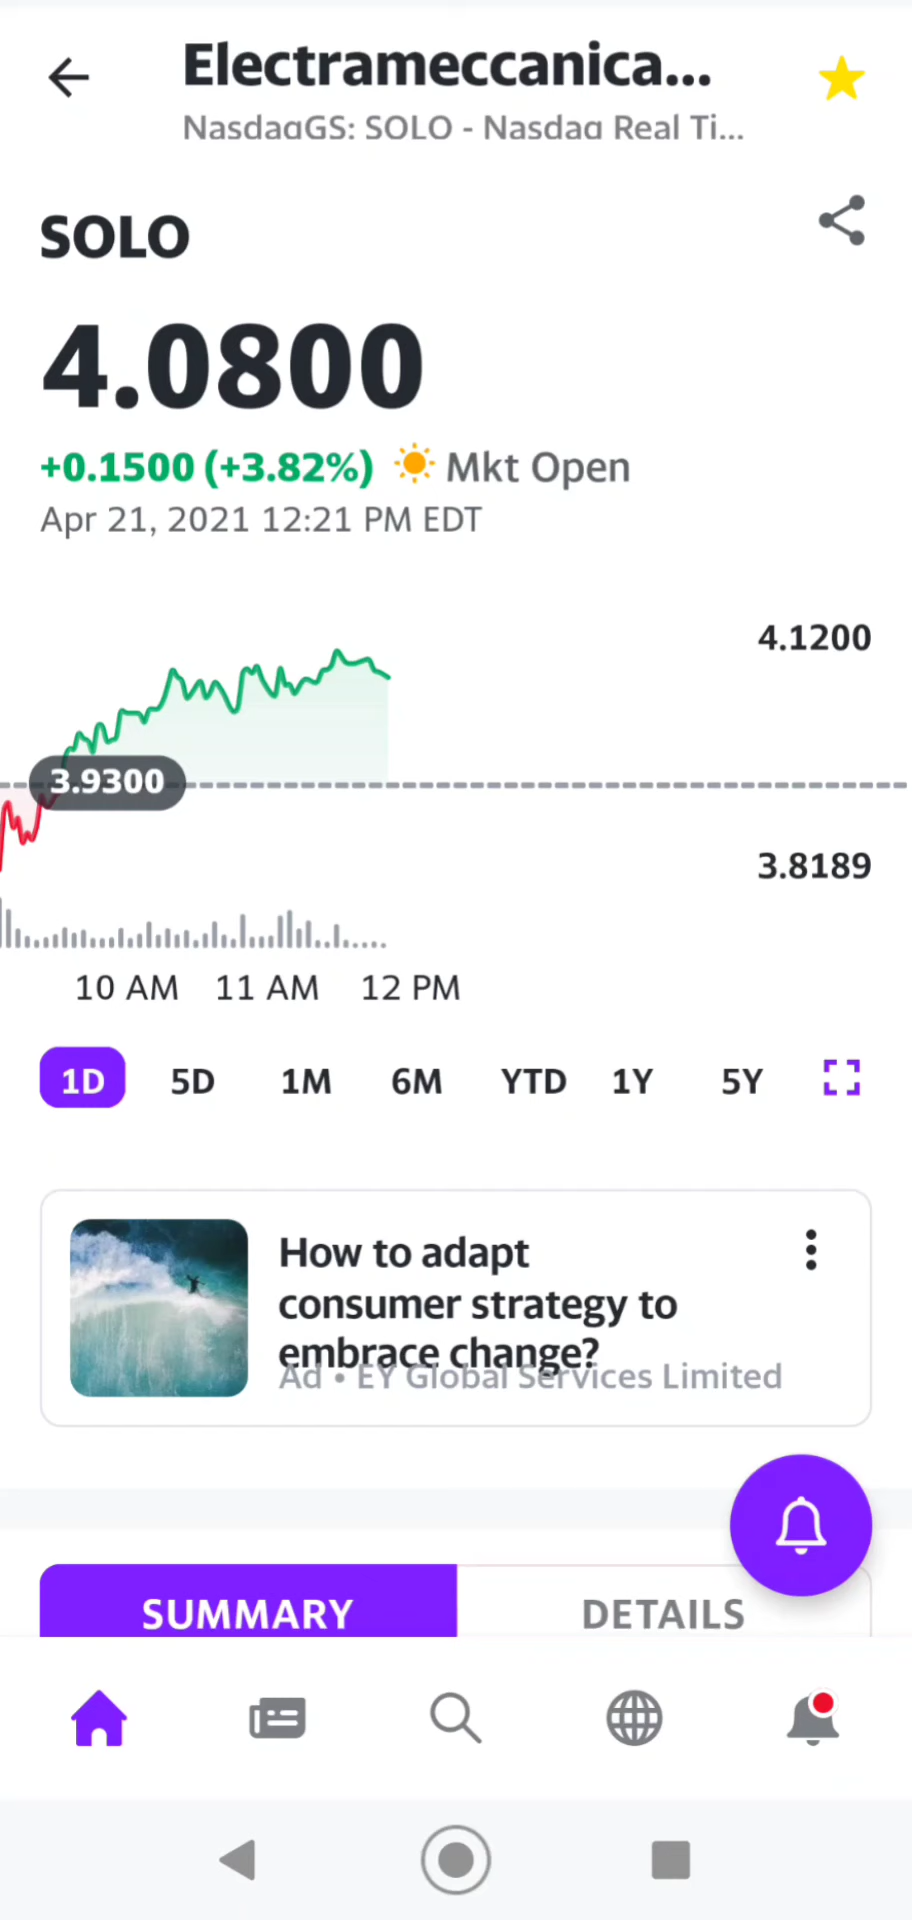 Electrameccanica...
NasdaqGS: SOLO - Nasdaq Real Ti...
SOLO
4.0800
+0.1500 (+3.82%) Mkt Open
Apr 21, 2021 12:21 PM EDT
4.1200
3.9300
3.8189
10 AM 11 AM 12 PM
1D 5D 1M 6M YTD 1Y 5Y
How to adapt
consumer strategy to
embrace change?
Ad • EY Global Services Limited
SUMMARY DETAILS